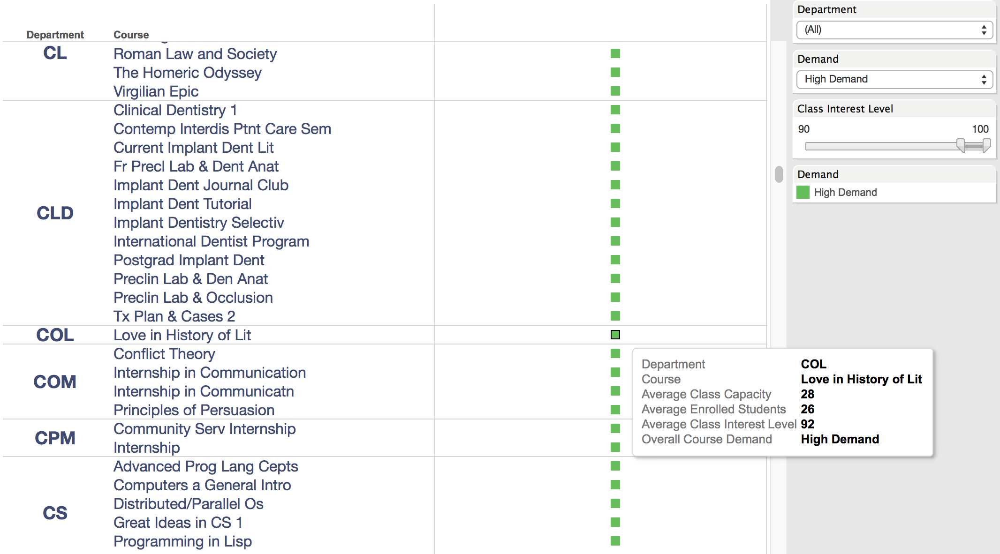 Department Course
CL
Roman Law and Society
The Homeric Odyssey
Virgilian Epic
CLD
Clinical Dentistry 1
Contemp Interdis Ptnt Care Sem
Current Implant Dent Lit
Fr Precl Lab & Dent Anat
Implant Dent Journal Club
Implant Dent Tutorial
Implant Dentistry Selectiv
International Dentist Program
Postgrad Implant Dent
Preclin Lab & Den Anat
Preclin Lab & Occlusion
Tx Plan & Cases 2
COL
Love in History of Lit
COM
Conflict Theory
Internship in Communication
Internship in Communicatn
Principles of Persuasion
CPM
Community Serv Internship
Internship
CS
Advanced Prog Lang Cepts
Computers a General Intro
Distributed/Parallel Os
Great Ideas in CS 1
Programming in Lisp
Department COL
Course Love in History of Lit
Average Class Capacity 28
Average Enrolled Students 26
Average Class Interest Level 92
Overall Course Demand High Demand
Department
(All)
Demand
High Demand
Class Interest Level
90 100
Demand
High Demand